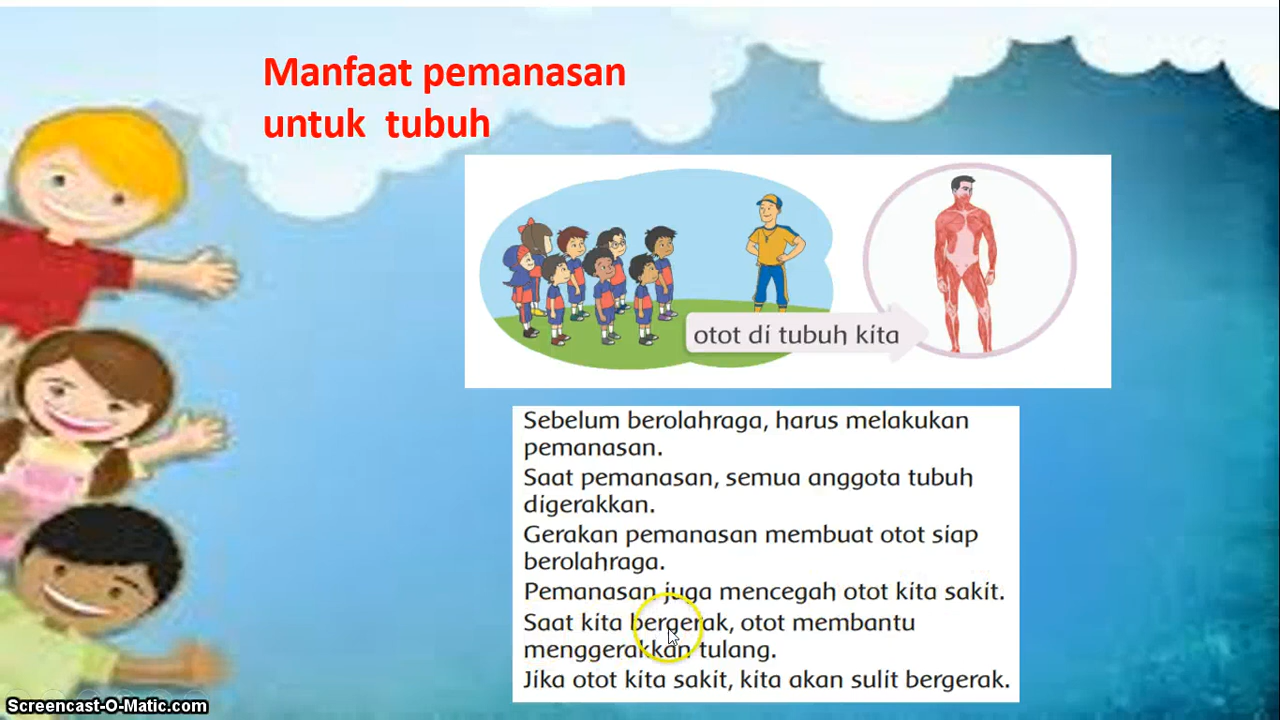 Manfaat pemanasan
untuk tubuh
otot di tubuh kita
Sebelum berolahraga, harus melakukan
pemanasan.
Saat pemanasan, semua anggota tubuh
digerakkan.
Gerakan pemanasan membuat otot siap
berolahraga.
Pemanasan juga mencegah otot kita sakit.
Saat kita bergerak, otot membantu
menggerakkan tulang.
Jika otot kita sakit, kita akan sulit bergerak.
Screencast-O-Matic.com